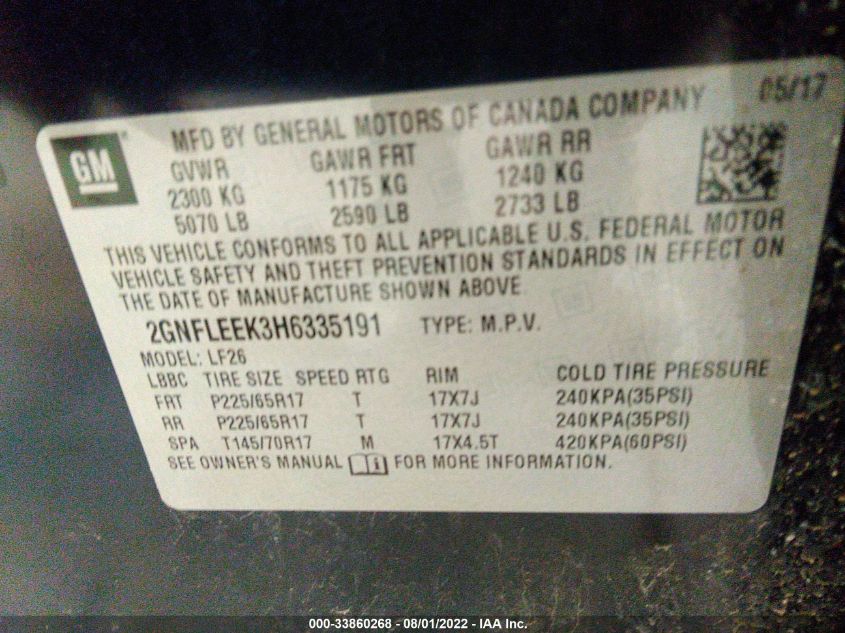 05/17
GM
MFD BY GENERAL MOTORS OF CANADA COMPANY
GVWR GAWR FRT GAWR RR
2300 KG 1175 KG 1240 KG
5070 LB 2590 LB 2733 LB
THIS VEHICLE CONFORMS TO ALL APPLICABLE U.S. FEDERAL MOTOR
VEHICLE SAFETY AND THEFT PREVENTION STANDARDS IN EFFECT ON
THE DATE OF MANUFACTURE SHOWN ABOVE.
2GNFLEEK3H6335191 TYPE: M.P.V.
MODEL: LF26
LBBC TIRE SIZE SPEED RTG RIM COLD TIRE PRESSURE
FRT P225/65R17 T 17X7J 240KPA(35PSI)
RR P225/65R17 T 17X7J 240KPA(35PSI)
SPA T145/70R17 M 17X4.5T 420KPA(60PSI)
SEE OWNER'S MANUAL i FOR MORE INFORMATION.
000-33860268 - 08/01/2022 - IAA Inc.